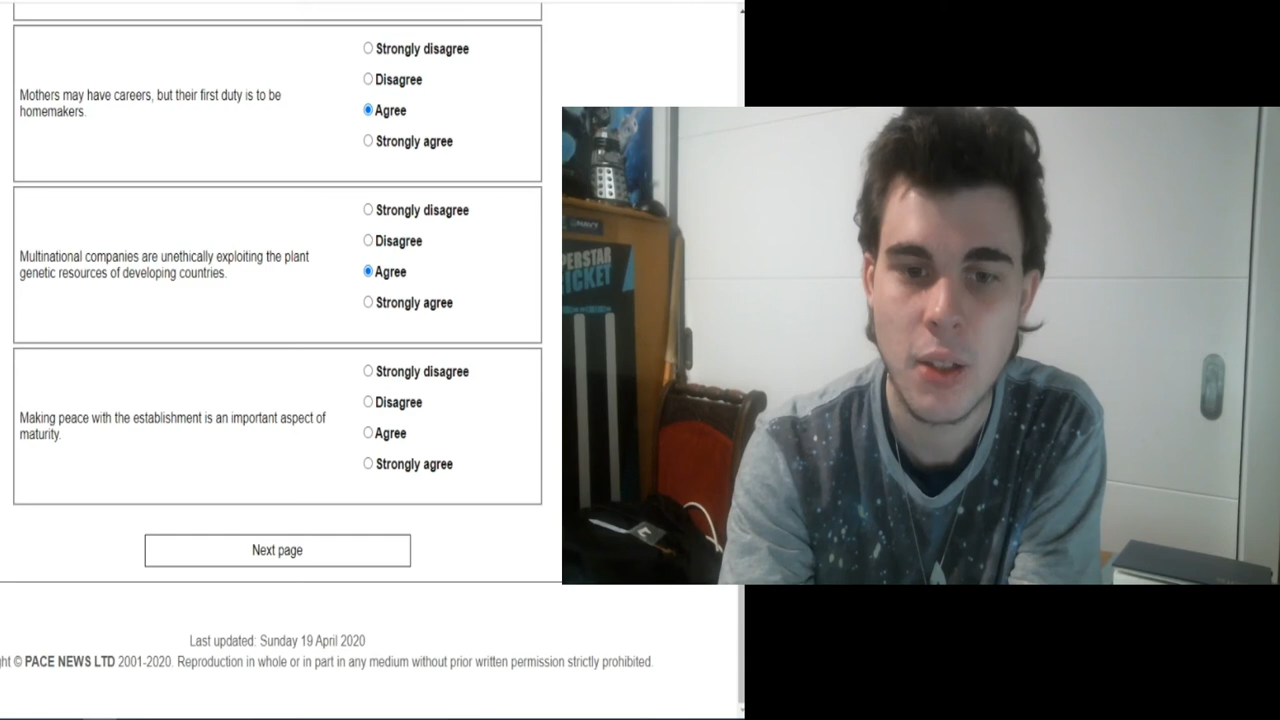 Strongly disagree
Disagree
Mothers may have careers, but their first duty is to be
homemakers.
Agree
Strongly agree
Strongly disagree
Disagree
Multinational companies are unethically exploiting the plant
genetic resources of developing countries.
Agree
Strongly agree
Strongly disagree
Disagree
Making peace with the establishment is an important aspect of
maturity.
Agree
Strongly agree
Next page
Last updated: Sunday 19 April 2020
ht © PACE NEWS LTD 2001-2020. Reproduction in whole or in part in any medium without prior written permission strictly prohibited.
PERSTAR
TICKET